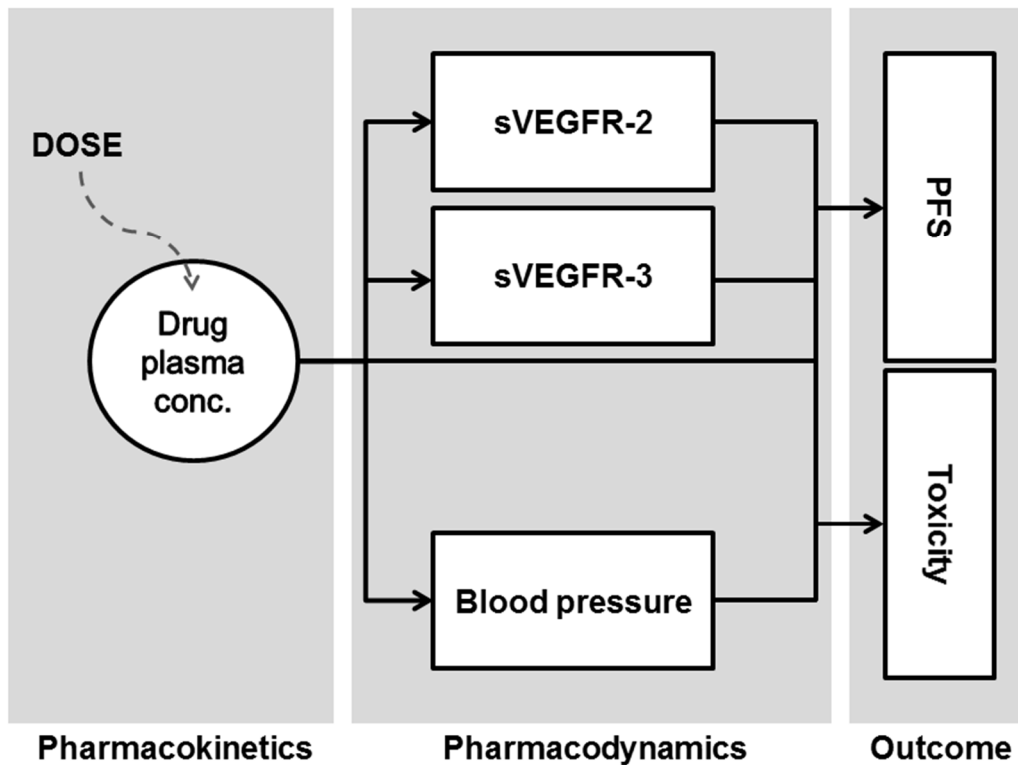 DOSE
Drug
plasma
conc.
sVEGFR-2
sVEGFR-3
Blood pressure
PFS
Toxicity
Pharmacokinetics
Pharmacodynamics
Outcome